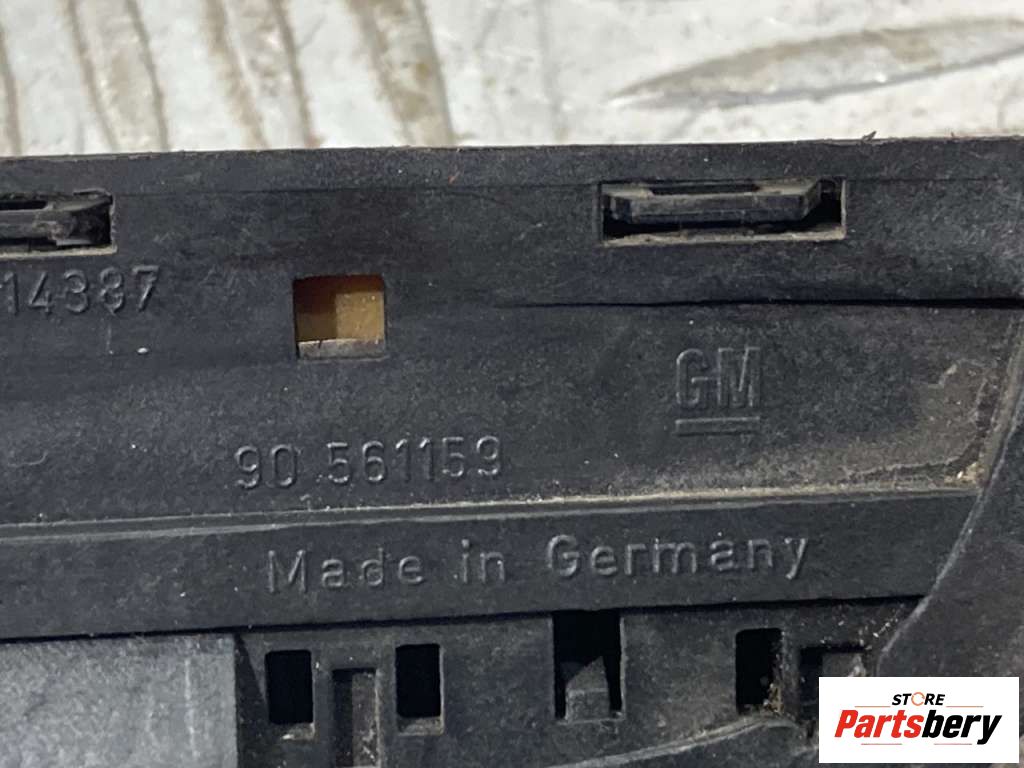 14387
GM
90 561159
Made in Germany
STORE
Partsbery